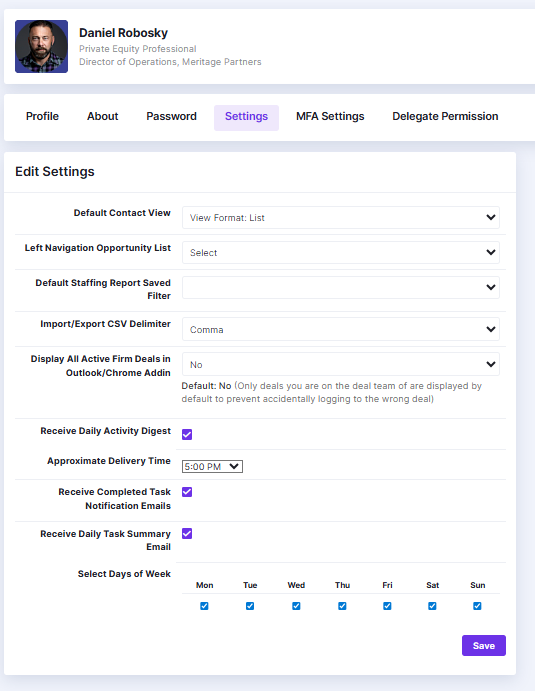 Daniel Robosky
Private Equity Professional
Director of Operations, Meritage Partners
Profile About Password Settings MFA Settings Delegate Permission
Edit Settings
Default Contact View View Format: List
Left Navigation Opportunity List Select
Default Staffing Report Saved
Filter
Import/Export CSV Delimiter Comma
Display All Active Firm Deals in
Outlook/Chrome Addin
No
Default: No (Only deals you are on the deal team of are displayed by
default to prevent accidentally logging to the wrong deal)
Receive Daily Activity Digest
Approximate Delivery Time 5:00 PM
Receive Completed Task
Notification Emails
Receive Daily Task Summary
Email
Select Days of Week
Mon Tue Wed Thu Fri Sat Sun
Save